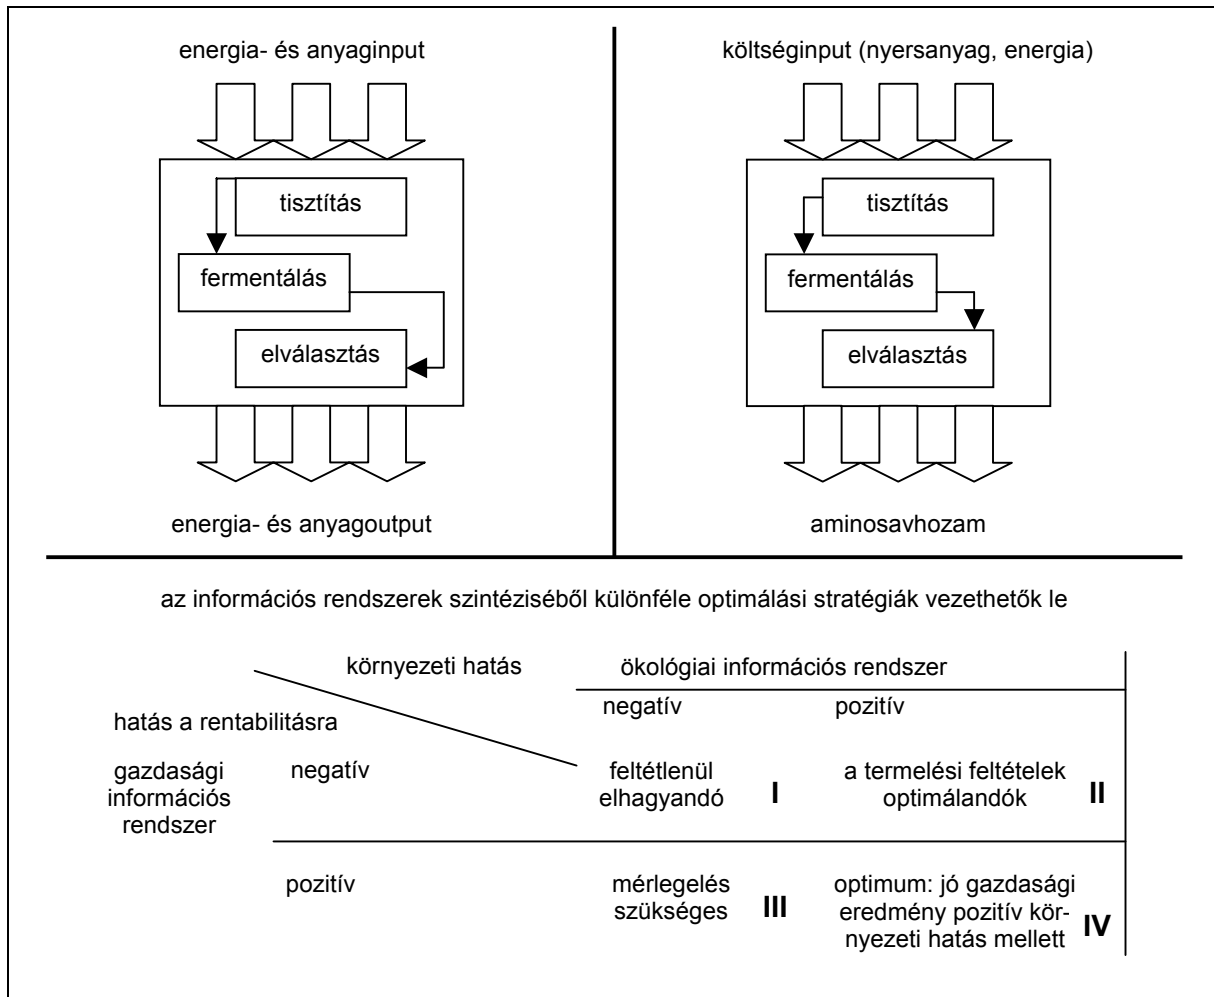 energia- és anyaginput
tisztítás
fermentálás
elválasztás
energia- és anyagoutput
költséginput (nyersanyag, energia)
tisztítás
fermentálás
elválasztás
aminosavhozam
az információs rendszerek szintéziséből különféle optimálási stratégiák vezethetők le
környezeti hatás
ökológiai információs rendszer
hatás a rentabilitásra
negatív
pozitív
gazdasági
információs
rendszer
negatív
feltétlenül
elhagyandó
I
a termelési feltételek
optimálandók
II
pozitív
mérlegelés
szükséges
III
optimum: jó gazdasági
eredmény pozitív kör-
nyezeti hatás mellett
IV